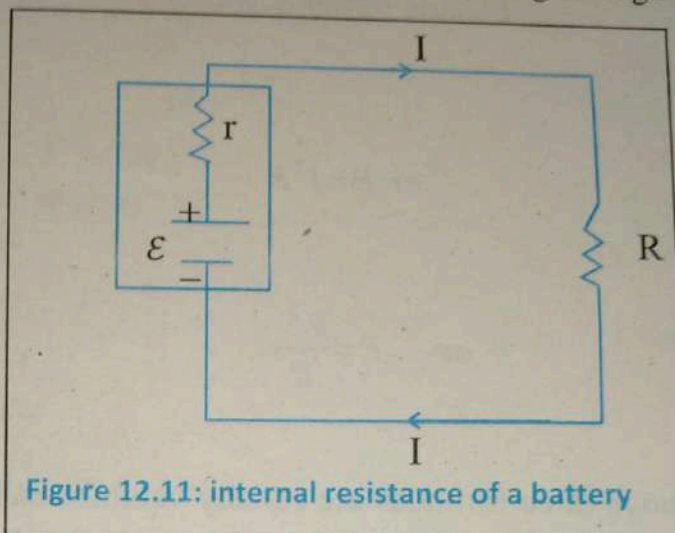 I
r
+
ε
−
R
I
Figure 12.11: internal resistance of a battery